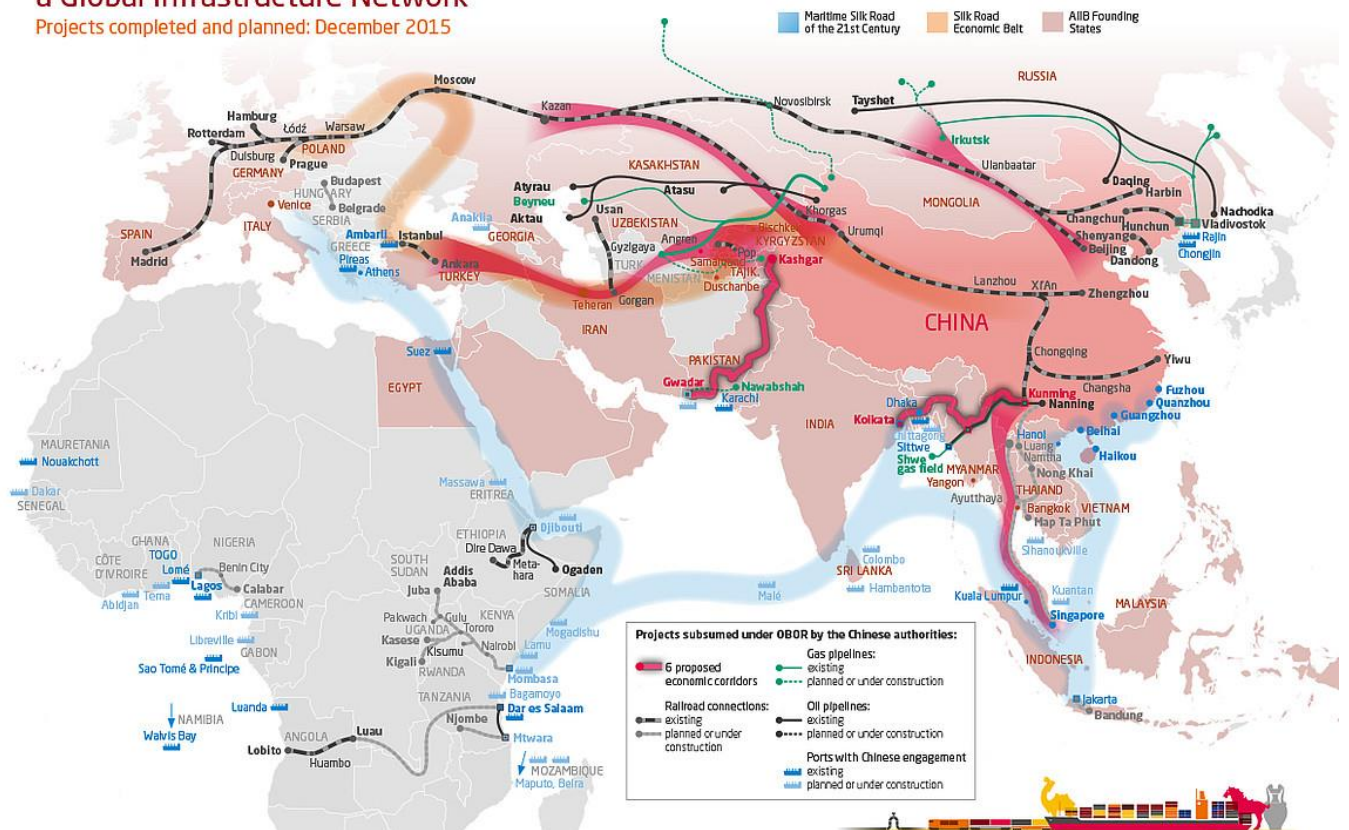 a Global Infrastructure Network
Projects completed and planned: December 2015
Maritime Silk Road
of the 21st Century
Silk Road
Economic Belt
AIIB Founding
States
RUSSIA
Moscow
Kazan
Novosibirsk
Tayshet
Hamburg
Rotterdam
Łódź
Warsaw
POLAND
Duisburg
Prague
GERMANY
Irkutsk
Ulanbaatar
KASAKHSTAN
Budapest
HUNGARY
Belgrade
SERBIA
Venice
ITALY
SPAIN
Madrid
Atyrau
Beyneu
Aktau
Atasu
Usan
UZBEKISTAN
Khorgas
Urumqi
MONGOLIA
Daqing
Harbin
Changchun
Hunchun
Shenyang
Beijing
Dandong
Nachodka
Vladivostok
Rajin
Chongjin
Anaklia
GEORGIA
Ambarli
Istanbul
GREECE
Pireas
Athens
Ankara
TURKEY
Gyzlgaya
Angren
Bischkek
KYRGYZSTAN
Pop
Samarkand
TURK
MENISTAN
TAJIK.
Duschanbe
Kashgar
Teheran
Gorgan
IRAN
Lanzhou
Xi'An
Zhengzhou
CHINA
Chongqing
Yiwu
Changsha
Suez
EGYPT
PAKISTAN
Gwadar
Nawabshah
Karachi
INDIA
Dhaka
Kolkata
Chittagong
Sittwe
Shwe
gas field
MYANMAR
Yangon
Kunming
Nanning
Fuzhou
Quanzhou
Guangzhou
Beihai
Haikou
Hanoi
Luang
Namtha
Nong Khai
THAILAND
Ayutthaya
Bangkok
VIETNAM
Map Ta Phut
Sihanoukville
MAURETANIA
Nouakchott
Dakar
SENEGAL
Massawa
ERITREA
Djibouti
ETHIOPIA
Dire Dawa
Meta-
hara
Ogaden
SOUTH
SUDAN
Addis
Ababa
SOMALIA
GHANA
NIGERIA
TOGO
CÔTE
D'IVROIRE
Lomé
Benin City
Lagos
Calabar
Tema
Abidjan
CAMEROON
Kribi
Libreville
GABON
Sao Tomé & Principe
Juba
Pakwach
Gulu
KENYA
UGANDA
Tororo
Kasese
Kisumu
Nairobi
Kigali
RWANDA
Lamu
Mogadishu
Mombasa
TANZANIA
Bagamoyo
Dar es Salaam
Njombe
Mtwara
MOZAMBIQUE
Maputo, Beira
Luanda
NAMIBIA
Walvis Bay
ANGOLA
Lobito
Luau
Huambo
Colombo
SRI LANKA
Hambantota
Malé
Kuala Lumpur
Kuantan
Singapore
MALAYSIA
INDONESIA
Jakarta
Bandung
Projects subsumed under OBOR by the Chinese authorities:
6 proposed
economic corridors
Railroad connections:
existing
planned or under
construction
Gas pipelines:
existing
planned or under construction
Oil pipelines:
existing
planned or under construction
Ports with Chinese engagement
existing
planned or under construction